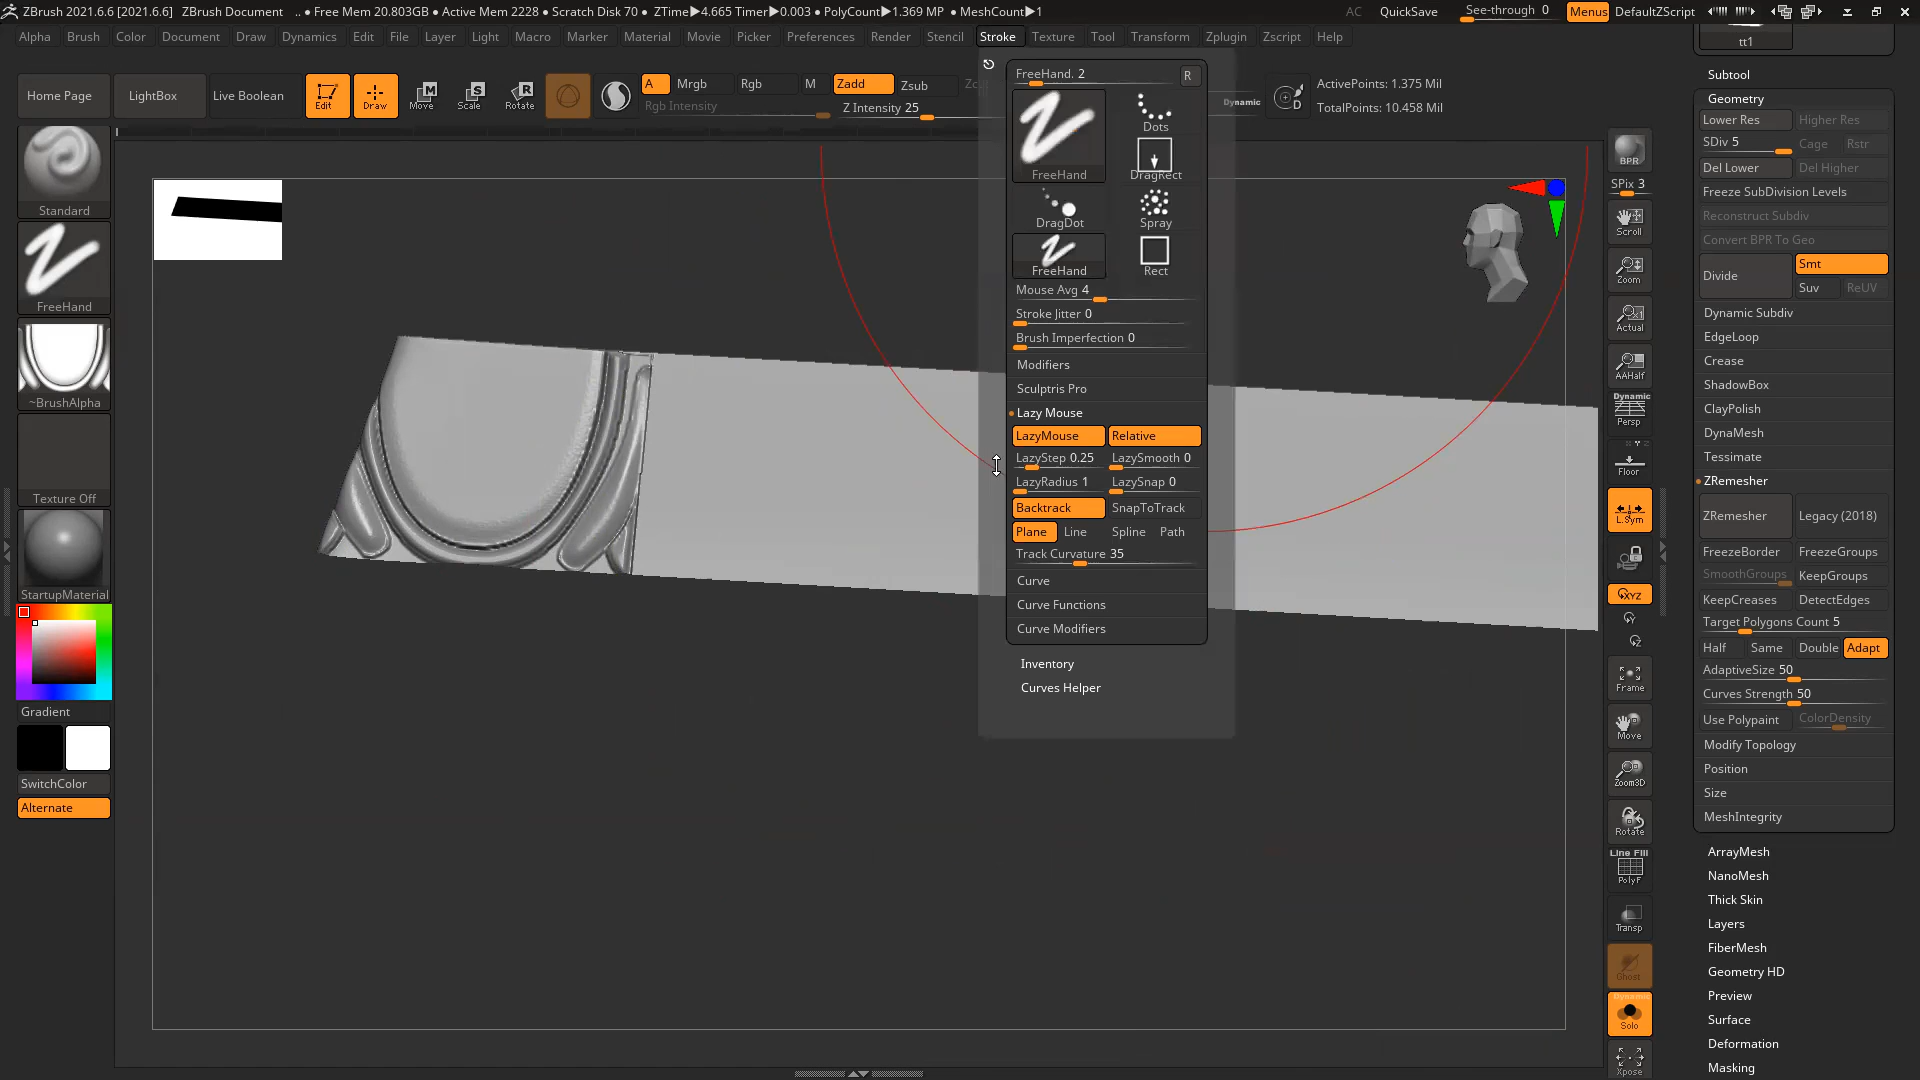 ZBrush 2021.6.6 [2021.6.6] ZBrush Document .. • Free Mem 20.803GB • Active Mem 2228 • Scratch Disk 70 • ZTime▶4.665 Timer▶0.003 • PolyCount▶1.369 MP • MeshCount▶1 AC QuickSave See-through 0 Menus DefaultZScript
Alpha Brush Color Document Draw Dynamics Edit File Layer Light Macro Marker Material Movie Picker Preferences Render Stencil Stroke Texture Tool Transform Zplugin Zscript Help
Home Page LightBox Live Boolean Edit Draw Move Scale Rotate
A Mrgb Rgb M Zadd Zsub
Rgb Intensity Z Intensity 25
Dynamic D
ActivePoints: 1.375 Mil
TotalPoints: 10.458 Mil
Standard
FreeHand
~BrushAlpha
Texture Off
StartupMaterial
Gradient
SwitchColor
Alternate
FreeHand. 2 R
FreeHand Dots
DragRect
DragDot Spray
FreeHand Rect
Mouse Avg 4
Stroke Jitter 0
Brush Imperfection 0
Modifiers
Sculptris Pro
Lazy Mouse
LazyMouse Relative
LazyStep 0.25 LazySmooth 0
LazyRadius 1 LazySnap 0
Backtrack SnapToTrack
Plane Line Spline Path
Track Curvature 35
Curve
Curve Functions
Curve Modifiers
Inventory
Curves Helper
BPR
SPix 3
Scroll
Zoom
Actual
AAHalf
Dynamic
Persp
Floor
L.Sym
XYZ
Frame
Move
Zoom3D
Rotate
Line Fill
PolyF
Transp
Ghost
Dynamic
Solo
Xpose
tt1
Subtool
Geometry
Lower Res Higher Res
SDiv 5 Cage Rstr
Del Lower Del Higher
Freeze SubDivision Levels
Reconstruct Subdiv
Convert BPR To Geo
Divide Smt
Suv ReUV
Dynamic Subdiv
EdgeLoop
Crease
ShadowBox
ClayPolish
DynaMesh
Tessimate
ZRemesher
ZRemesher Legacy (2018)
FreezeBorder FreezeGroups
SmoothGroups KeepGroups
KeepCreases DetectEdges
Target Polygons Count 5
Half Same Double Adapt
AdaptiveSize 50
Curves Strength 50
Use Polypaint ColorDensity
Modify Topology
Position
Size
MeshIntegrity
ArrayMesh
NanoMesh
Thick Skin
Layers
FiberMesh
Geometry HD
Preview
Surface
Deformation
Masking